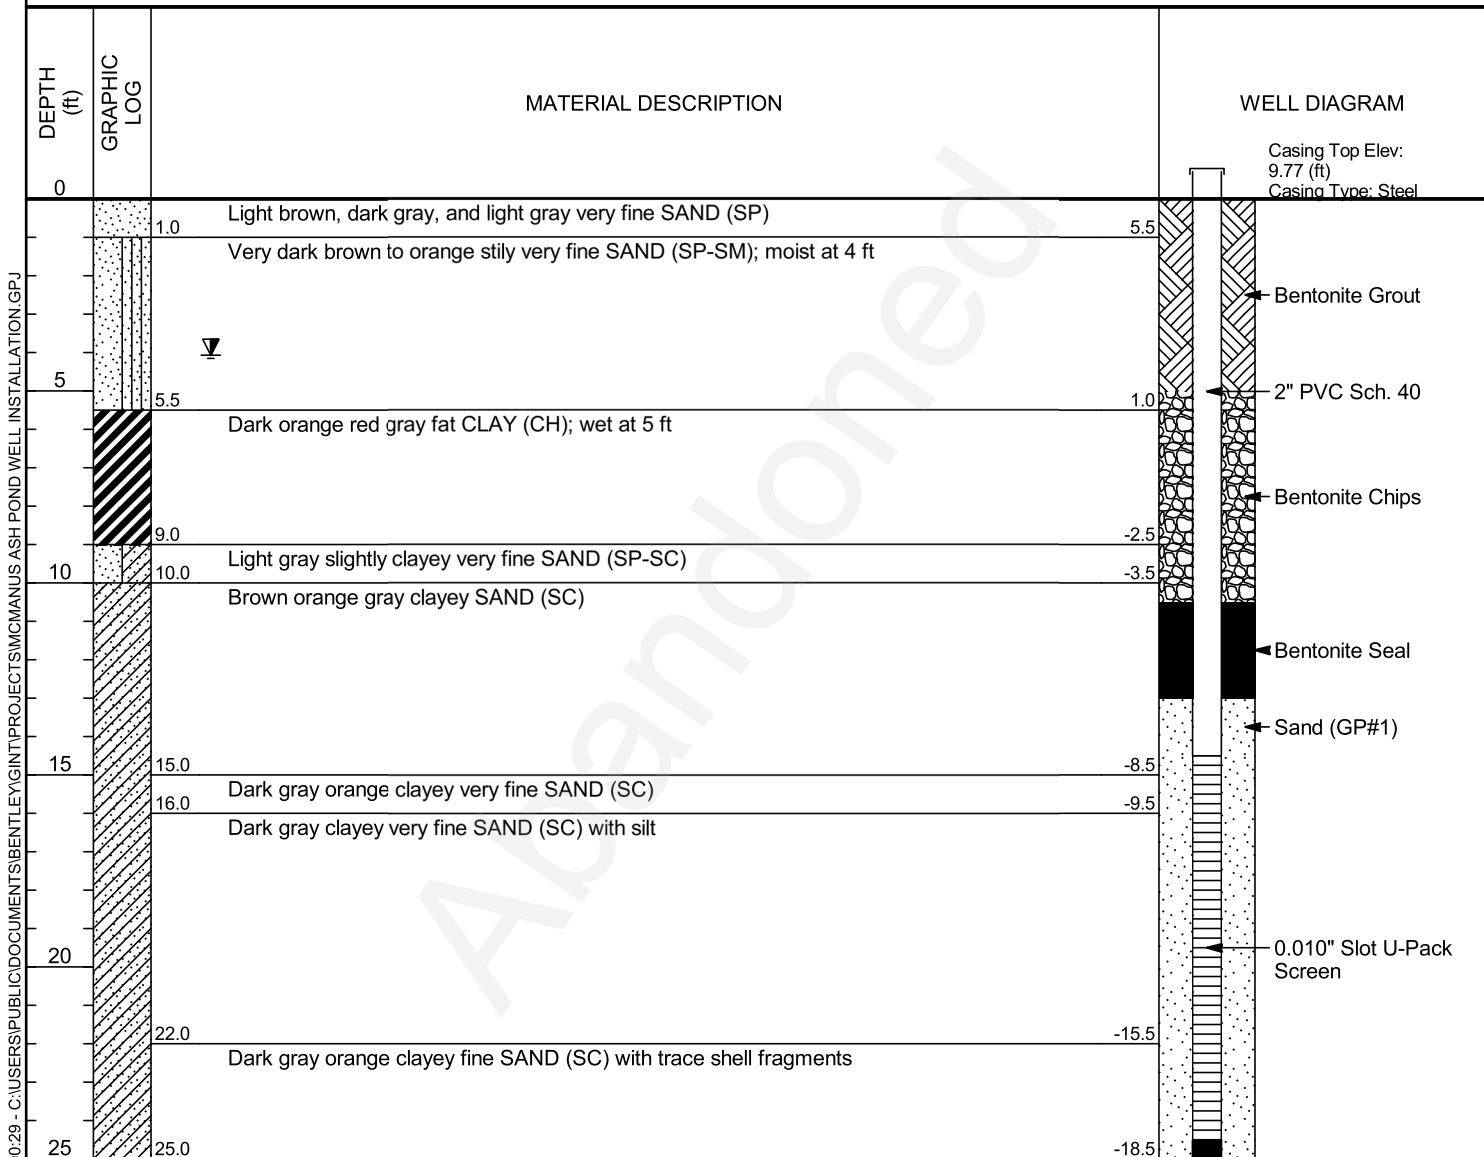 DEPTH
(ft)
GRAPHIC
LOG
MATERIAL DESCRIPTION
WELL DIAGRAM
Casing Top Elev:
9.77 (ft)
Casing Type: Steel
0
Light brown, dark gray, and light gray very fine SAND (SP)
1.0
5.5
Very dark brown to orange stily very fine SAND (SP-SM); moist at 4 ft
Bentonite Grout
5
2" PVC Sch. 40
5.5
1.0
Dark orange red gray fat CLAY (CH); wet at 5 ft
Bentonite Chips
9.0
-2.5
Light gray slightly clayey very fine SAND (SP-SC)
10
10.0
-3.5
Brown orange gray clayey SAND (SC)
Bentonite Seal
Sand (GP#1)
15
15.0
-8.5
Dark gray orange clayey very fine SAND (SC)
16.0
-9.5
Dark gray clayey very fine SAND (SC) with silt
20
0.010" Slot U-Pack
Screen
22.0
-15.5
Dark gray orange clayey fine SAND (SC) with trace shell fragments
25
25.0
-18.5
Abandoned
0:29 - C:\USERS\PUBLIC\DOCUMENTS\BENTLEY\GINT\PROJECTS\MCMANUS ASH POND WELL INSTALLATION.GPJ